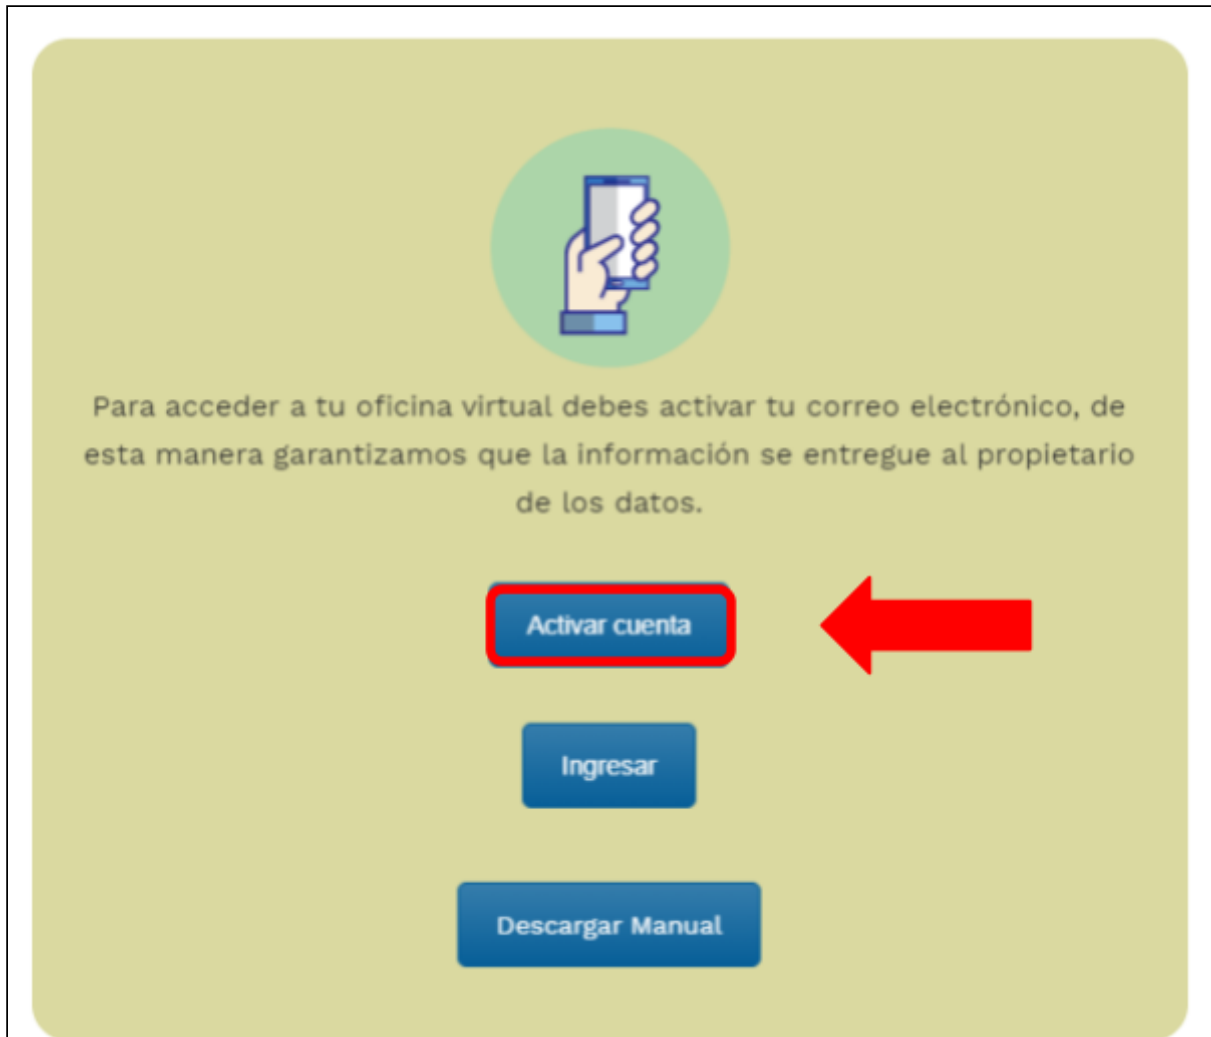 Para acceder a tu oficina virtual debes activar tu correo electrónico, de
esta manera garantizamos que la información se entregue al propietario
de los datos.
Activar cuenta
Ingresar
Descargar Manual